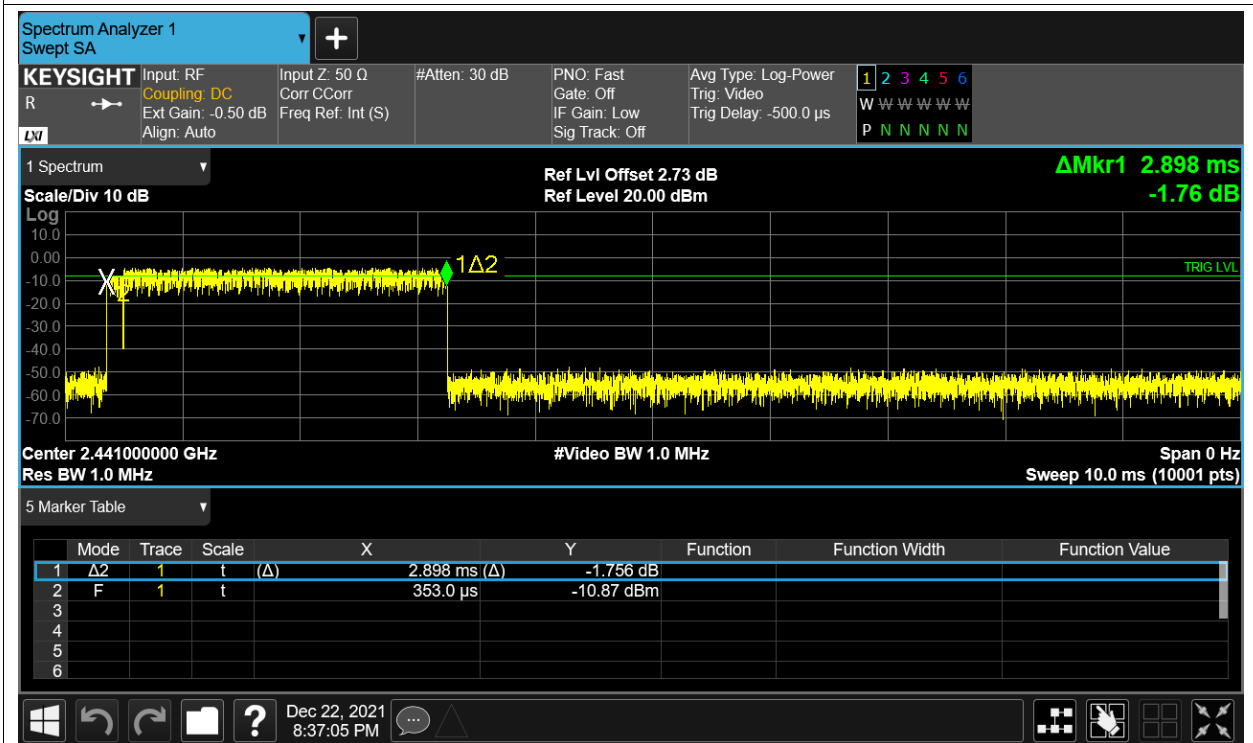 Spectrum Analyzer 1
Swept SA
KEYSIGHT
R
LXI
Input: RF
Coupling: DC
Ext Gain: -0.50 dB
Align: Auto
Input Z: 50 Ω
Corr CCorr
Freq Ref: Int (S)
#Atten: 30 dB
PNO: Fast
Gate: Off
IF Gain: Low
Sig Track: Off
Avg Type: Log-Power
Trig: Video
Trig Delay: -500.0 µs
1 2 3 4 5 6
W W W W W W
P N N N N N
1 Spectrum
Scale/Div 10 dB
Ref Lvl Offset 2.73 dB
Ref Level 20.00 dBm
ΔMkr1 2.898 ms
-1.76 dB
Log
10.0
0.00
-10.0
-20.0
-30.0
-40.0
-50.0
-60.0
-70.0
X
1Δ2
TRIG LVL
Center 2.441000000 GHz
Res BW 1.0 MHz
#Video BW 1.0 MHz
Span 0 Hz
Sweep 10.0 ms (10001 pts)
5 Marker Table
Mode Trace Scale X Y Function Function Width Function Value
1 Δ2 1 t (Δ) 2.898 ms (Δ) -1.756 dB
2 F 1 t 353.0 µs -10.87 dBm
3
4
5
6
?
Dec 22, 2021
8:37:05 PM